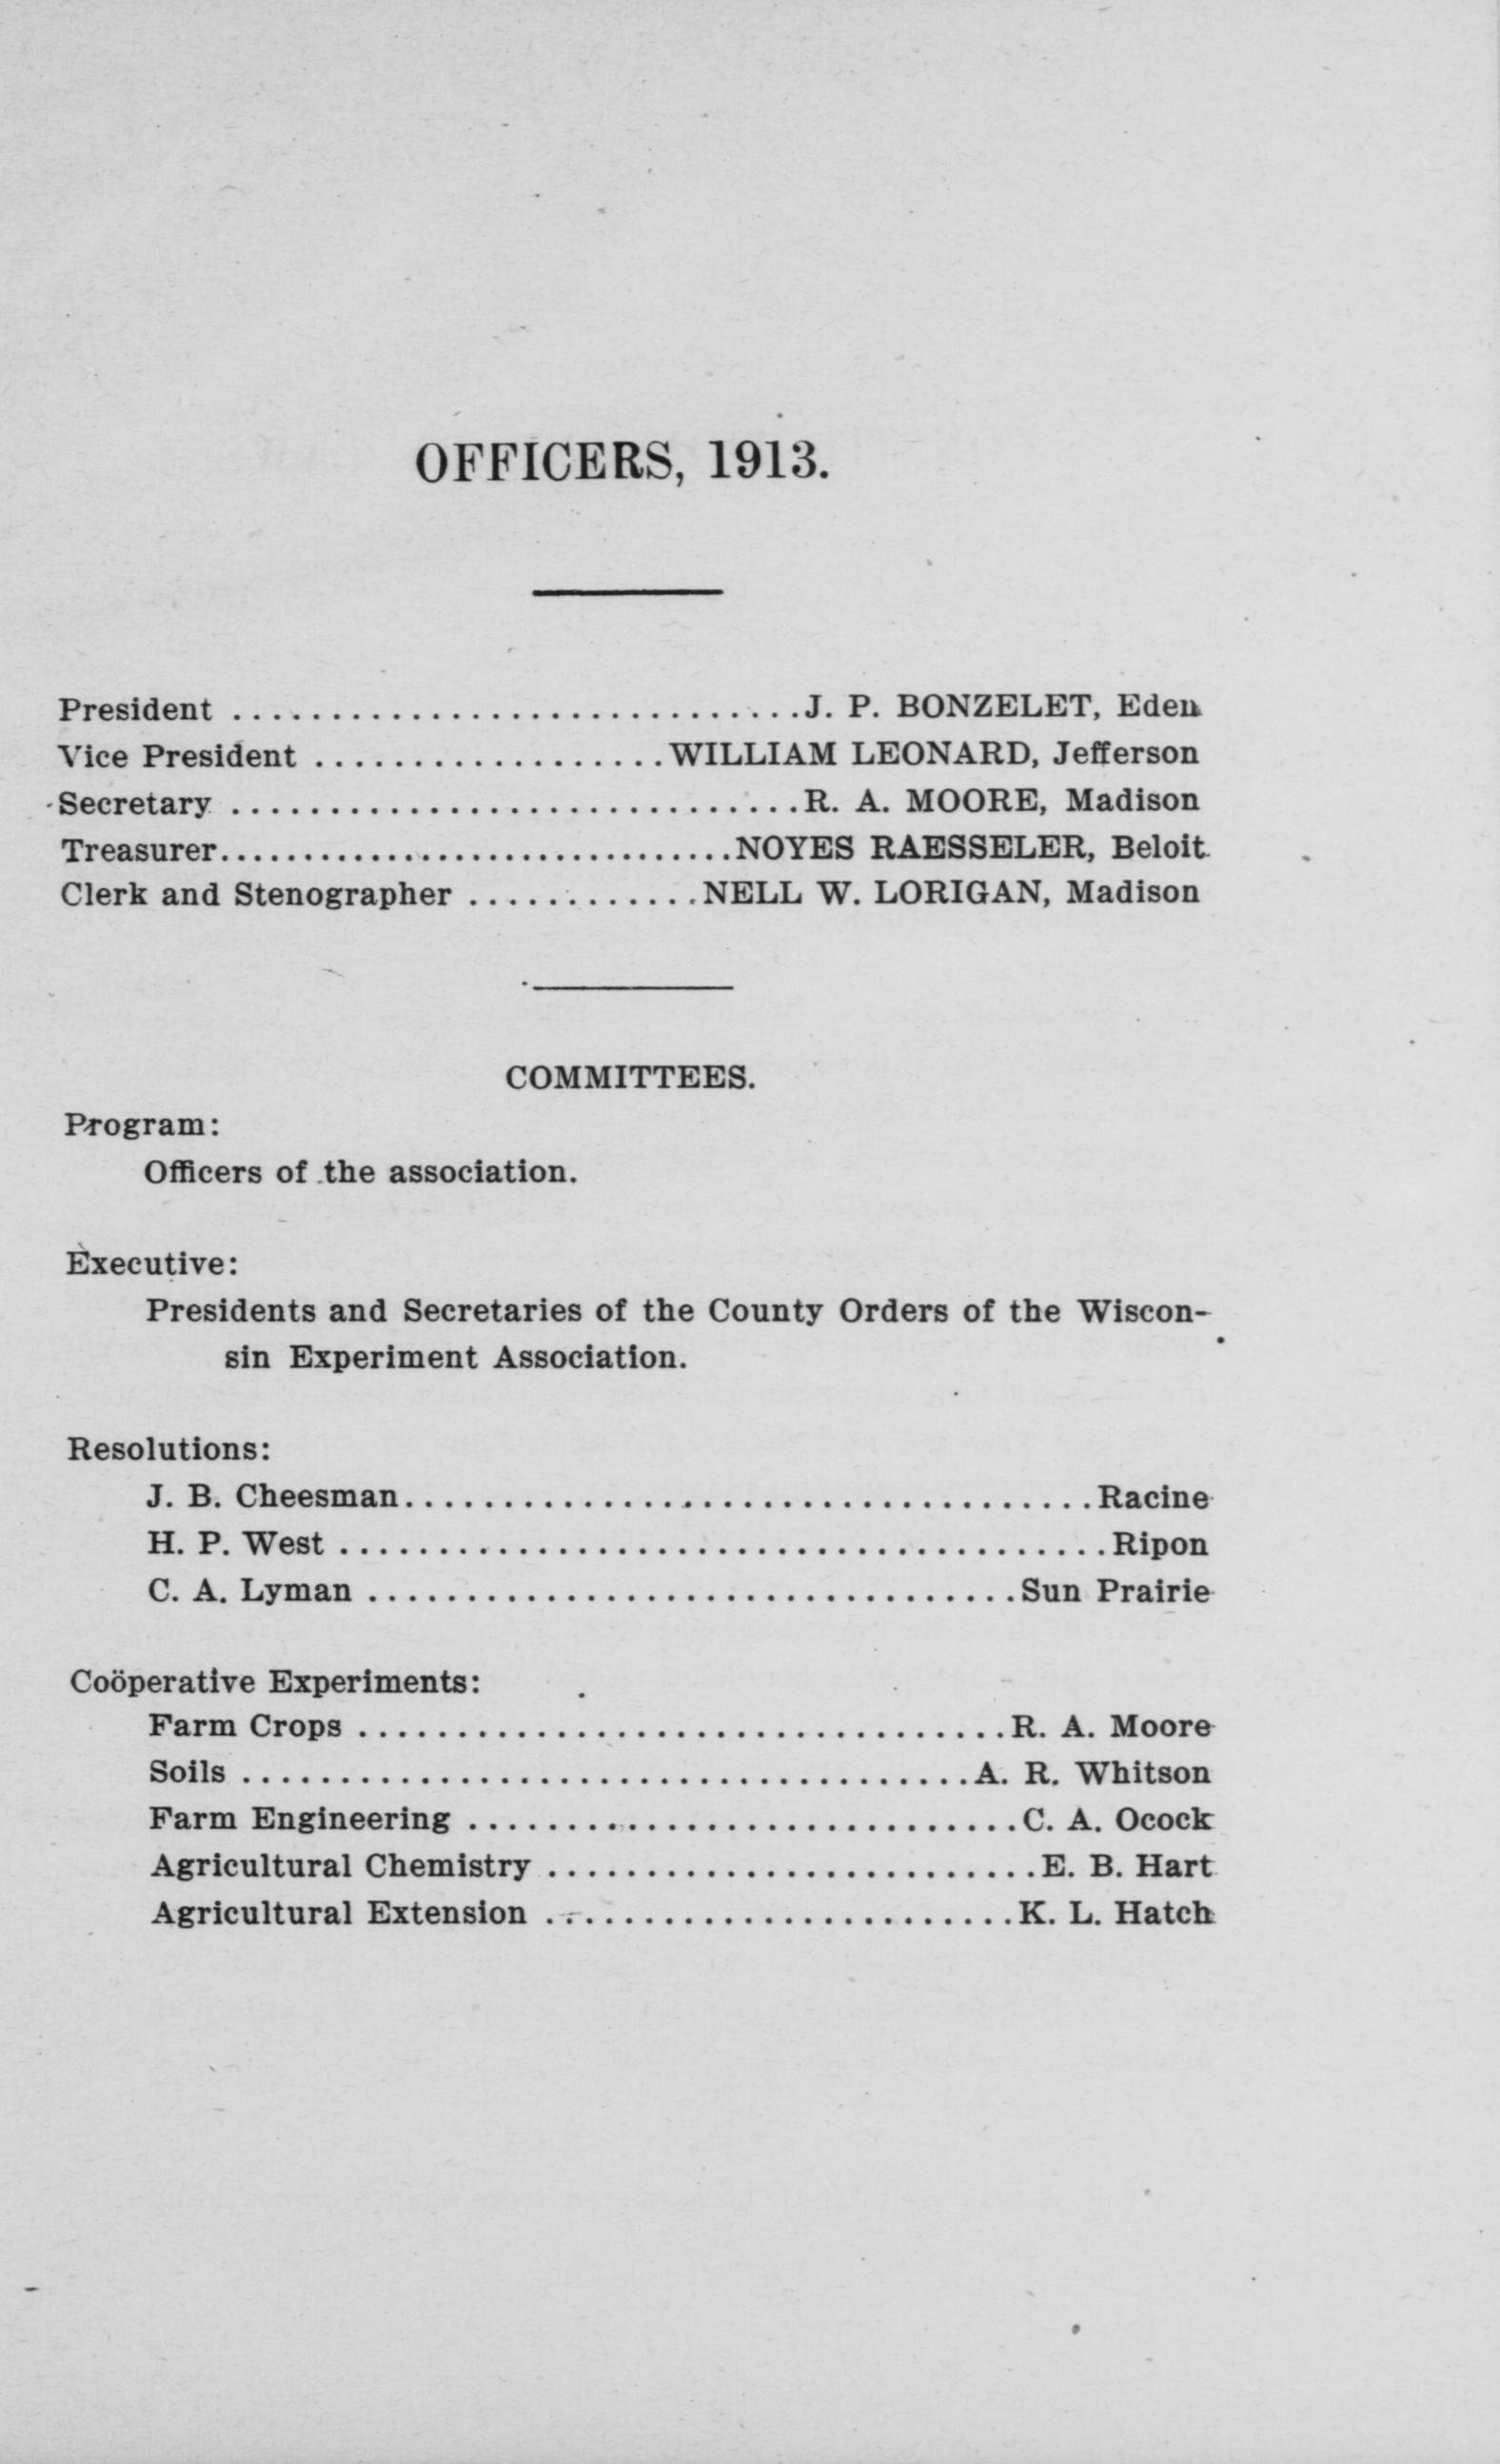 OFFICERS, 1913.
President ...................................J. P. BONZELET, Eden
Vice President .....................WILLIAM LEONARD, Jefferson
Secretary ...................................R. A. MOORE, Madison
Treasurer................................NOYES RAESSELER, Beloit
Clerk and Stenographer ..............NELL W. LORIGAN, Madison
COMMITTEES.
Program:
Officers of the association.
Executive:
Presidents and Secretaries of the County Orders of the Wiscon-
sin Experiment Association.
Resolutions:
J. B. Cheesman..........................................Racine
H. P. West ...............................................Ripon
C. A. Lyman ........................................Sun Prairie
Coöperative Experiments:
Farm Crops ........................................R. A. Moore
Soils .............................................A. R. Whitson
Farm Engineering ..................................C. A. Ocock
Agricultural Chemistry ..............................E. B. Hart
Agricultural Extension .............................K. L. Hatch